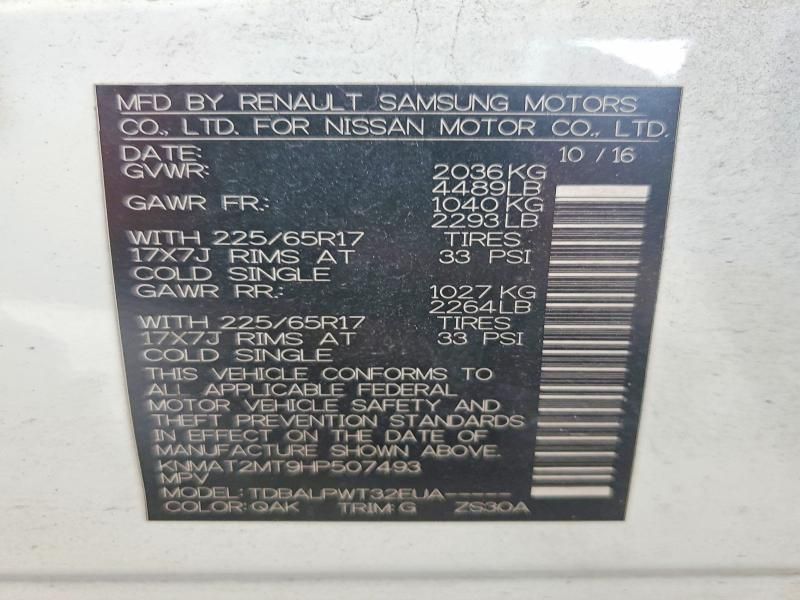 MFD BY RENAULT SAMSUNG MOTORS
CO., LTD. FOR NISSAN MOTOR CO., LTD.
DATE: 10 / 16
GVWR: 2036 KG
4489 LB
GAWR FR.: 1040 KG
2293 LB
WITH 225/65R17 TIRES
17X7J RIMS AT 33 PSI
COLD SINGLE
GAWR RR.: 1027 KG
2264 LB
WITH 225/65R17 TIRES
17X7J RIMS AT 33 PSI
COLD SINGLE
THIS VEHICLE CONFORMS TO
ALL APPLICABLE FEDERAL
MOTOR VEHICLE SAFETY AND
THEFT PREVENTION STANDARDS
IN EFFECT ON THE DATE OF
MANUFACTURE SHOWN ABOVE.
KNMAT2MT9HP507493
MPV
MODEL: TDBALPWT32EUA-----
COLOR: QAK TRIM: G ZS30A